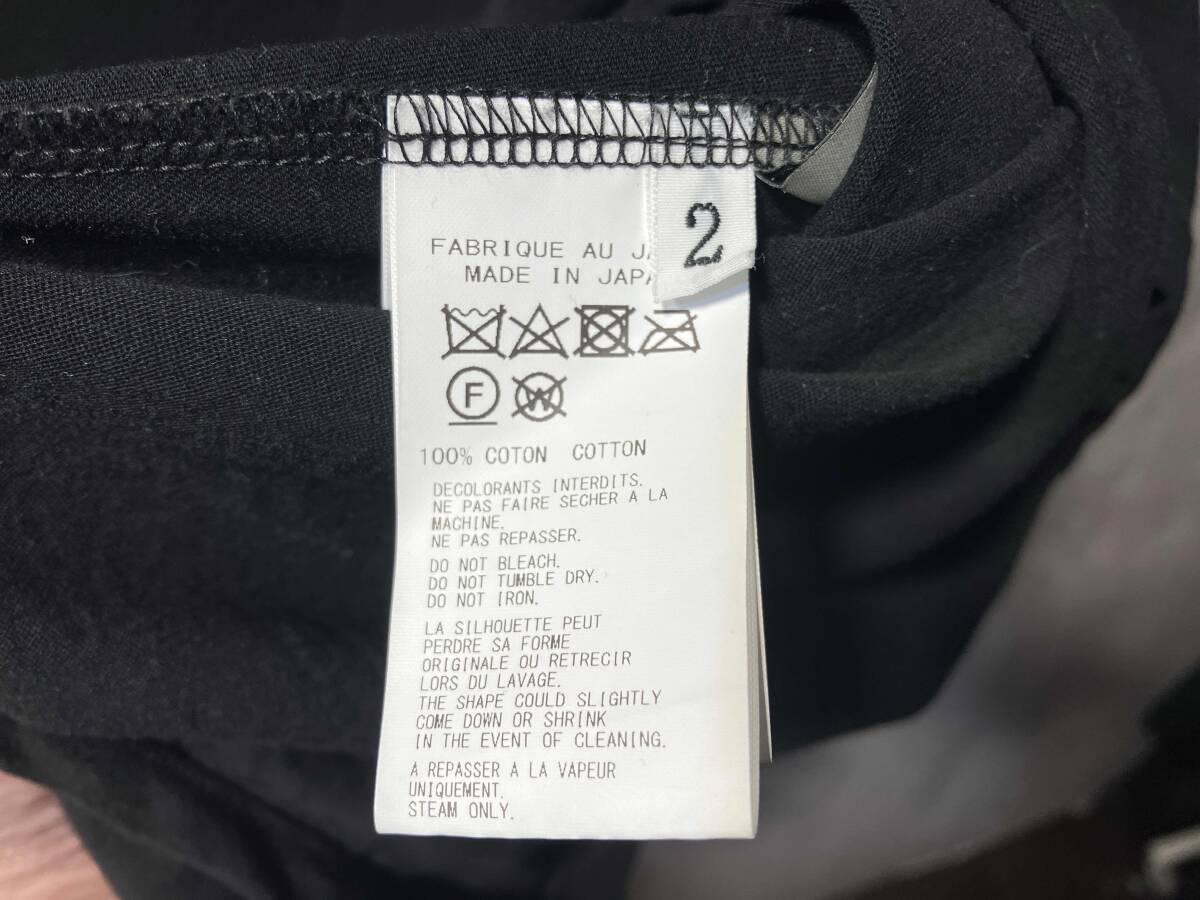 2
FABRIQUE AU
MADE IN
F
W
100% COTON COTTON
DECOLORANTS INTERDITS.
NE PAS FAIRE SECHER A LA
MACHINE.
NE PAS REPASSER.
DO NOT BLEACH.
DO NOT TUMBLE DRY.
DO NOT IRON.
LA SILHOUETTE PEUT
PERDRE SA FORME
ORIGINALE OU RETRECIR
LORS DU LAVAGE.
THE SHAPE COULD SLIGHTLY
COME DOWN OR SHRINK
IN THE EVENT OF CLEANING.
A REPASSER A LA VAPEUR
UNIQUEMENT.
STEAM ONLY.